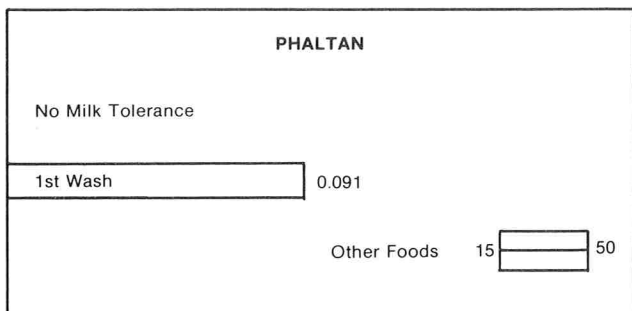 PHALTAN
No Milk Tolerance
1st Wash 0.091
Other Foods 15 50